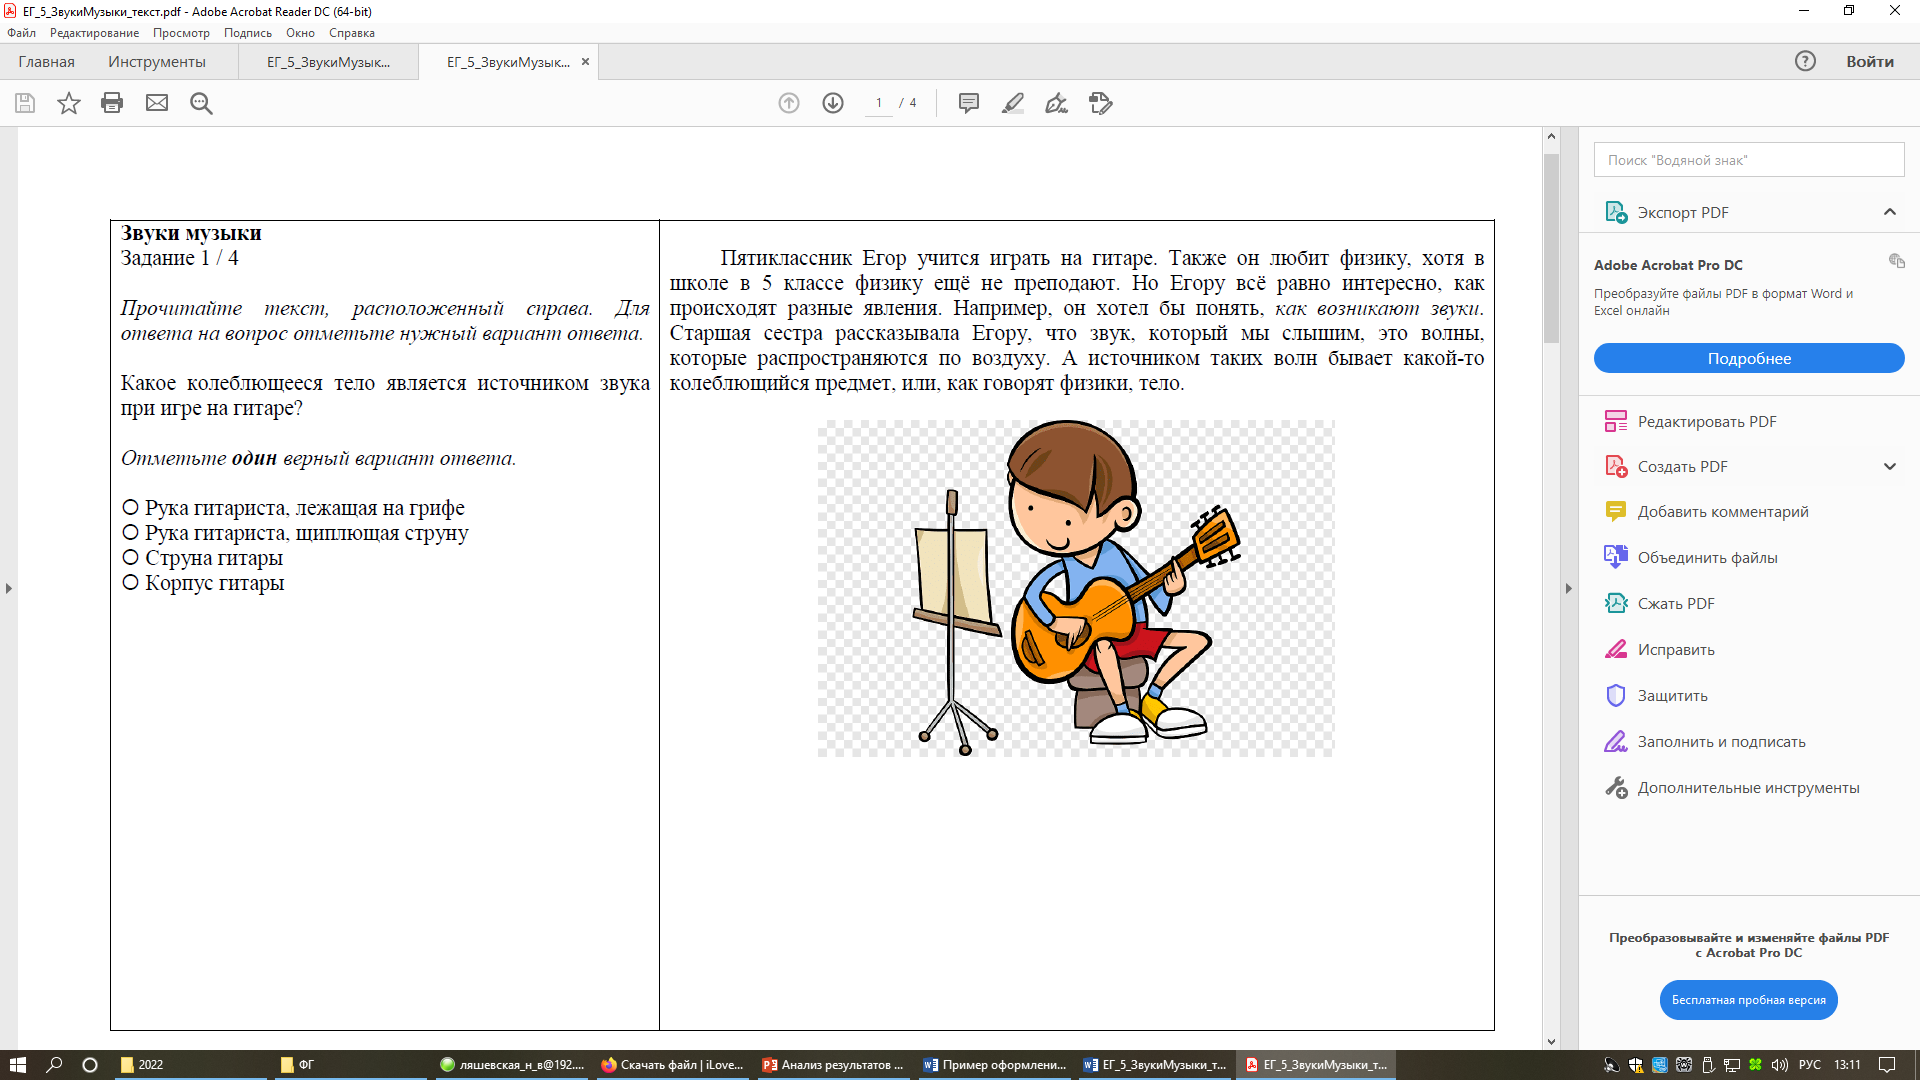 ЕГ_5_ЗвукиМузыки_текст.pdf - Adobe Acrobat Reader DC (64-bit)
Файл Редактирование Просмотр Подпись Окно Справка
Главная Инструменты ЕГ_5_ЗвукиМузык... ЕГ_5_ЗвукиМузык... Войти
1 / 4
Поиск "Водяной знак"
Экспорт PDF
Adobe Acrobat Pro DC
Преобразуйте файлы PDF в формат Word и
Excel онлайн
Подробнее
Редактировать PDF
Создать PDF
Добавить комментарий
Объединить файлы
Сжать PDF
Исправить
Защитить
Заполнить и подписать
Дополнительные инструменты
Преобразовывайте и изменяйте файлы PDF
с Acrobat Pro DC
Бесплатная пробная версия
Звуки музыки
Задание 1 / 4
Прочитайте текст, расположенный справа. Для
ответа на вопрос отметьте нужный вариант ответа.
Какое колеблющееся тело является источником звука
при игре на гитаре?
Отметьте один верный вариант ответа.
Рука гитариста, лежащая на грифе
Рука гитариста, щиплющая струну
Струна гитары
Корпус гитары
Пятиклассник Егор учится играть на гитаре. Также он любит физику, хотя в
школе в 5 классе физику ещё не преподают. Но Егору всё равно интересно, как
происходят разные явления. Например, он хотел бы понять, как возникают звуки.
Старшая сестра рассказывала Егору, что звук, который мы слышим, это волны,
которые распространяются по воздуху. А источником таких волн бывает какой-то
колеблющийся предмет, или, как говорят физики, тело.
2022 ФГ ляшевская_н_в@192.... Скачать файл | iLove... Анализ результатов ... Пример оформлени... ЕГ_5_ЗвукиМузыки_т... ЕГ_5_ЗвукиМузыки_т... РУС 13:11